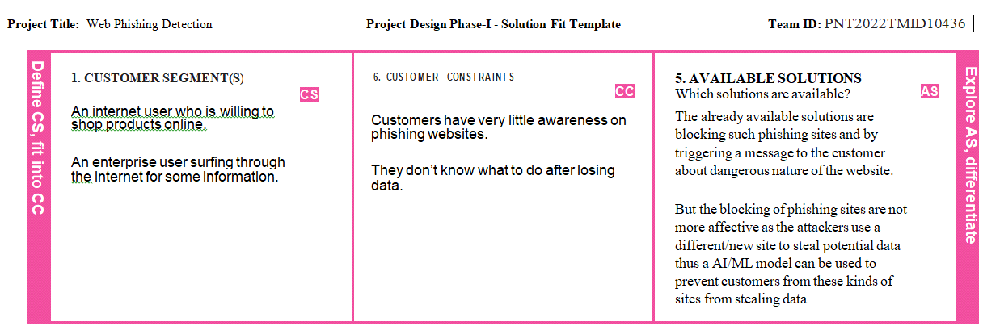 Project Title: Web Phishing Detection
Project Design Phase-I - Solution Fit Template
Team ID: PNT2022TMID10436
Define CS, fit into CC
1. CUSTOMER SEGMENT(S)
CS
An internet user who is willing to
shop products online.
An enterprise user surfing through
the internet for some information.
6. CUSTOMER CONSTRAINTS
CC
Customers have very little awareness on
phishing websites.
They don't know what to do after losing
data.
5. AVAILABLE SOLUTIONS
AS
Which solutions are available?
The already available solutions are
blocking such phishing sites and by
triggering a message to the customer
about dangerous nature of the website.
But the blocking of phishing sites are not
more affective as the attackers use a
different/new site to steal potential data
thus a AI/ML model can be used to
prevent customers from these kinds of
sites from stealing data
Explore AS, differentiate